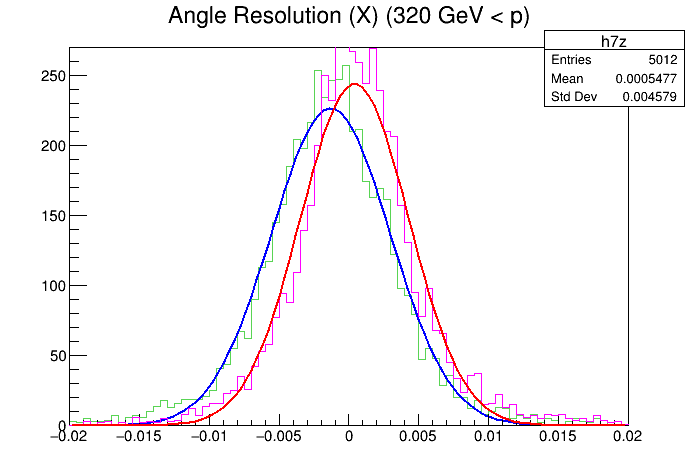 Angle Resolution (X) (320 GeV < p)
h7z
Entries 5012
Mean 0.0005477
Std Dev 0.004579
250
200
150
100
50
0
−0.02 −0.015 −0.01 −0.005 0 0.005 0.01 0.015 0.02